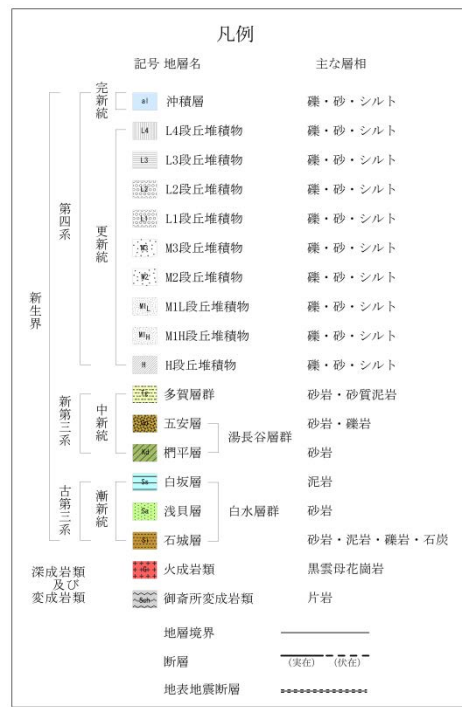 凡例
記号 地層名 主な層相
新生界
第四系
完新統
al 沖積層 礫・砂・シルト
更新統
L4 L4段丘堆積物 礫・砂・シルト
L3 L3段丘堆積物 礫・砂・シルト
L2 L2段丘堆積物 礫・砂・シルト
L1 L1段丘堆積物 礫・砂・シルト
M3 M3段丘堆積物 礫・砂・シルト
M2 M2段丘堆積物 礫・砂・シルト
M1L M1L段丘堆積物 礫・砂・シルト
M1H M1H段丘堆積物 礫・砂・シルト
H H段丘堆積物 礫・砂・シルト
新第三系
中新統
Tg 多賀層群 砂岩・砂質泥岩
五安層 砂岩・礫岩
湯長谷層群
Kd 椚平層 砂岩
古第三系
漸新統
Ss 白坂層 泥岩
Sa 浅貝層 砂岩
白水層群
Si 石城層 砂岩・泥岩・礫岩・石炭
深成岩類
及び
変成岩類
G 火成岩類 黒雲母花崗岩
Gsh 御斎所変成岩類 片岩
地層境界
断層
(実在) (伏在)
地表地震断層